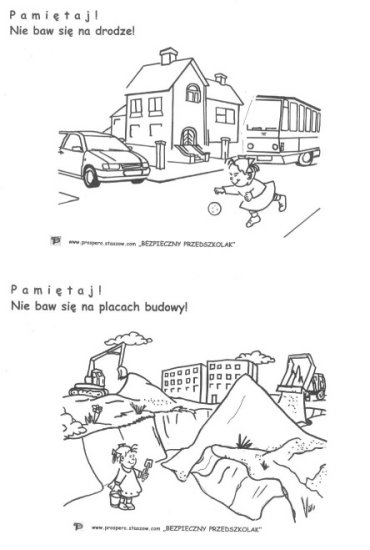 P a m i ę t a j !
Nie baw się na drodze!
www.prospero.staszow.com „BEZPIECZNY PRZEDSZKOLAK"
P a m i ę t a j !
Nie baw się na placach budowy!
www.prospero.staszow.com „BEZPIECZNY PRZEDSZKOLAK"